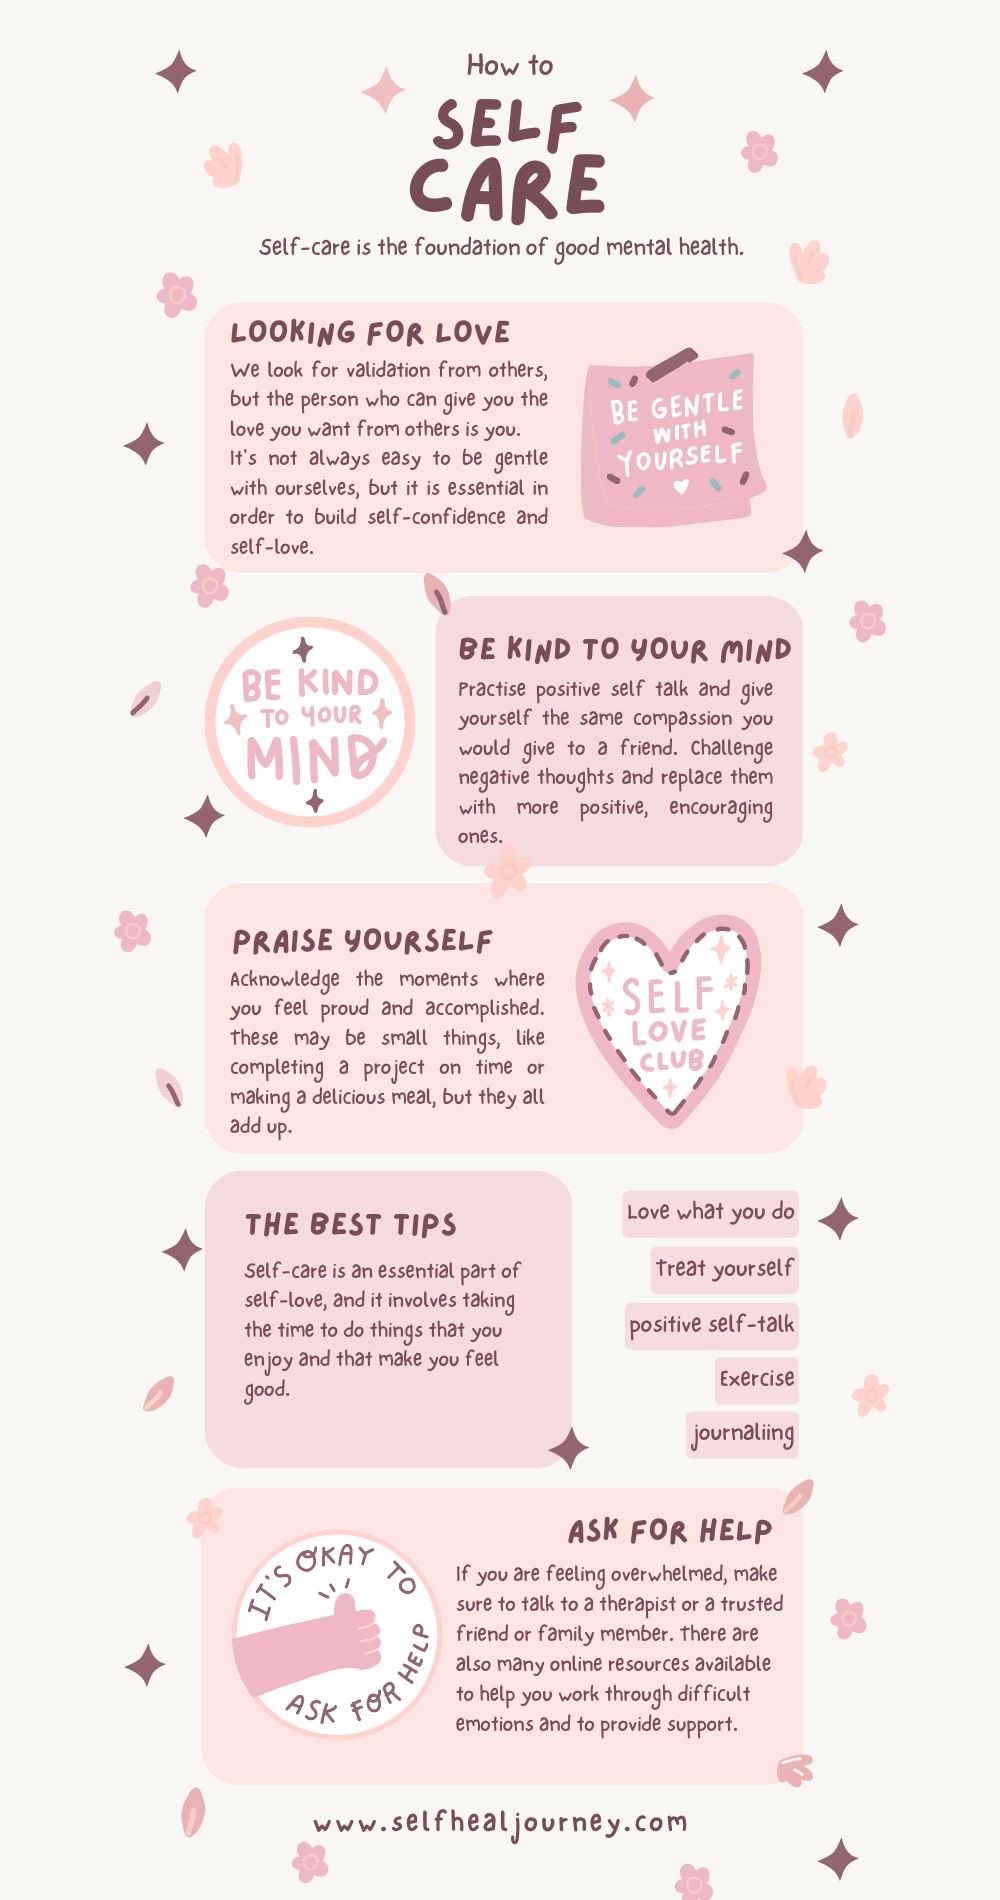 How to
SELF
CARE
Self-care is the foundation of good mental health.
LOOKING FOR LOVE
We look for validation from others,
but the person who can give you the
love you want from others is you.
It's not always easy to be gentle
with ourselves, but it is essential in
order to build self-confidence and
self-love.
BE GENTLE
WITH
YOURSELF
BE KIND
TO YOUR
MIND
BE KIND TO YOUR MIND
Practise positive self talk and give
yourself the same compassion you
would give to a friend. Challenge
negative thoughts and replace them
with more positive, encouraging
ones.
PRAISE YOURSELF
Acknowledge the moments where
you feel proud and accomplished.
These may be small things, like
completing a project on time or
making a delicious meal, but they all
add up.
SELF
LOVE
CLUB
THE BEST TIPS
Self-care is an essential part of
self-love, and it involves taking
the time to do things that you
enjoy and that make you feel
good.
Love what you do
Treat yourself
positive self-talk
Exercise
journaliing
IT'S OKAY TO
ASK FOR HELP
ASK FOR HELP
If you are feeling overwhelmed, make
sure to talk to a therapist or a trusted
friend or family member. There are
also many online resources available
to help you work through difficult
emotions and to provide support.
www.selfhealjourney.com